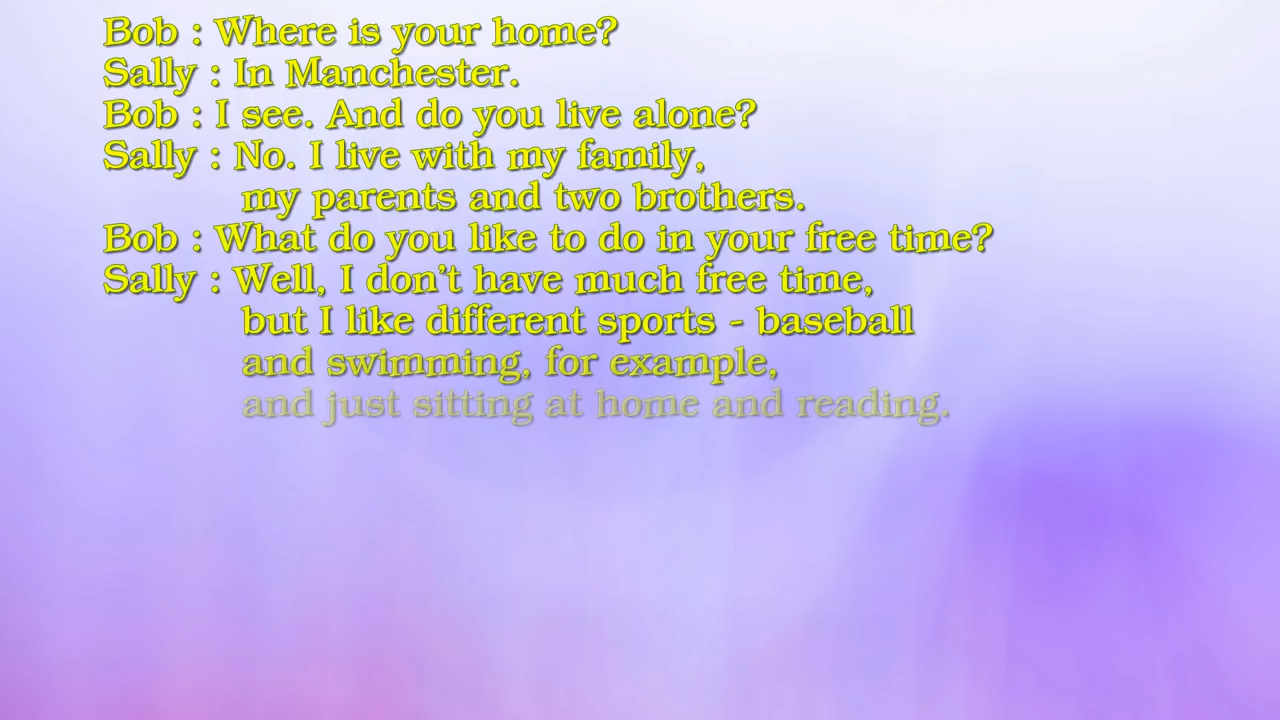 Bob : Where is your home?
Sally : In Manchester.
Bob : I see. And do you live alone?
Sally : No. I live with my family,
my parents and two brothers.
Bob : What do you like to do in your free time?
Sally : Well, I don’t have much free time,
but I like different sports - baseball
and swimming, for example,
and just sitting at home and reading.